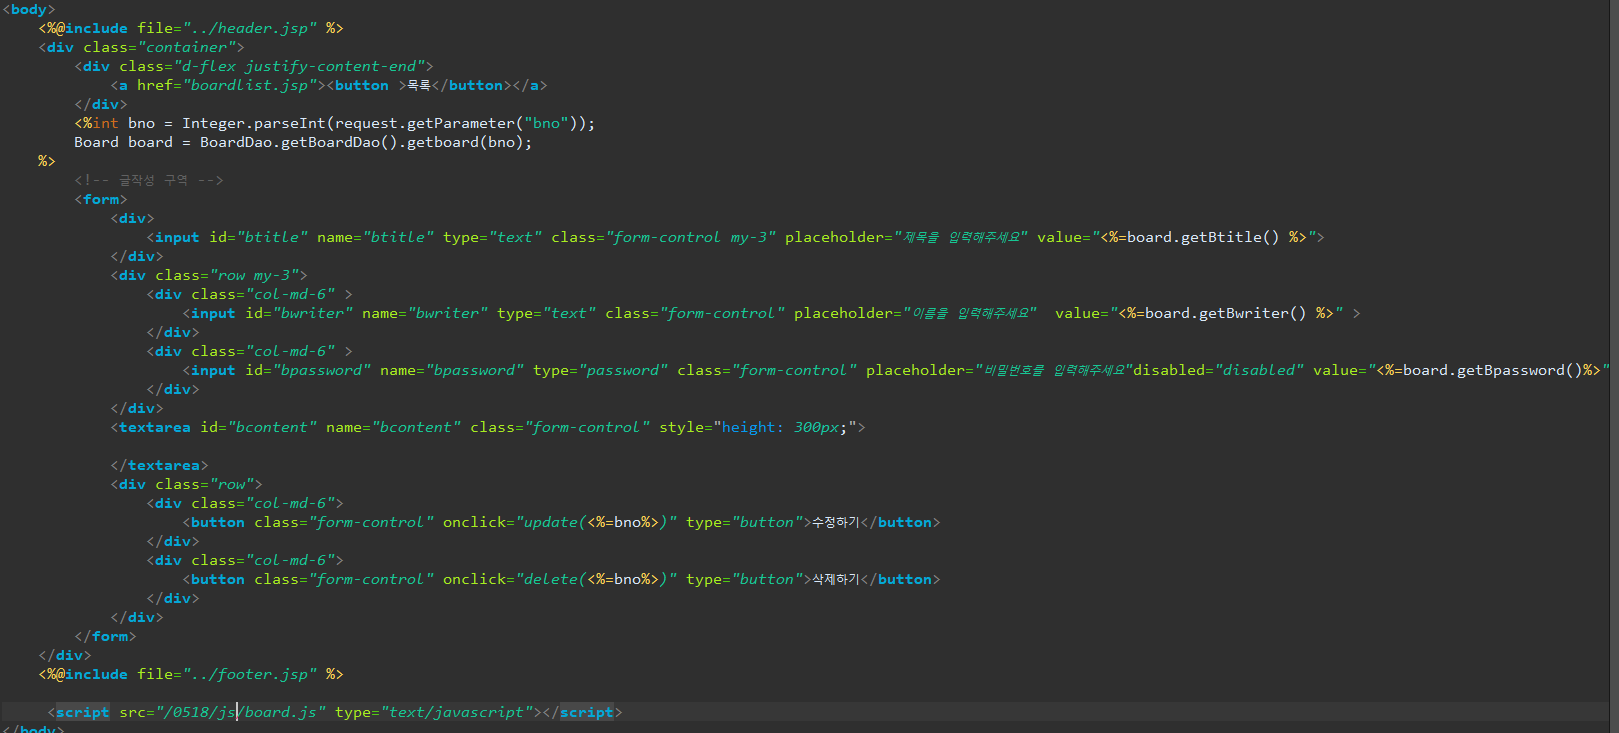 <body>
<%@include file="../header.jsp" %>
<div class="container">
<div class="d-flex justify-content-end">
<a href="boardlist.jsp"><button >목록</button></a>
</div>
<%int bno = Integer.parseInt(request.getParameter("bno"));
Board board = BoardDao.getBoardDao().getboard(bno);
%>
<!-- 글작성 구역 -->
<form>
<div>
<input id="btitle" name="btitle" type="text" class="form-control my-3" placeholder="제목를 입력해주세요" value="<%=board.getBtitle() %>">
</div>
<div class="row my-3">
<div class="col-md-6" >
<input id="bwriter" name="bwriter" type="text" class="form-control" placeholder="이름를 입력해주세요"  value="<%=board.getBwriter() %>" >
</div>
<div class="col-md-6" >
<input id="bpassword" name="bpassword" type="password" class="form-control" placeholder="비밀번호를 입력해주세요"disabled="disabled" value="<%=board.getBpassword()%>"
</div>
</div>
<textarea id="bcontent" name="bcontent" class="form-control" style="height: 300px;">
</textarea>
<div class="row">
<div class="col-md-6">
<button class="form-control" onclick="update(<%=bno%>)" type="button">수정하기</button>
</div>
<div class="col-md-6">
<button class="form-control" onclick="delete(<%=bno%>)" type="button">삭제하기</button>
</div>
</div>
</form>
</div>
<%@include file="../footer.jsp" %>
<script src="/0518/js/board.js" type="text/javascript"></script>
</body>